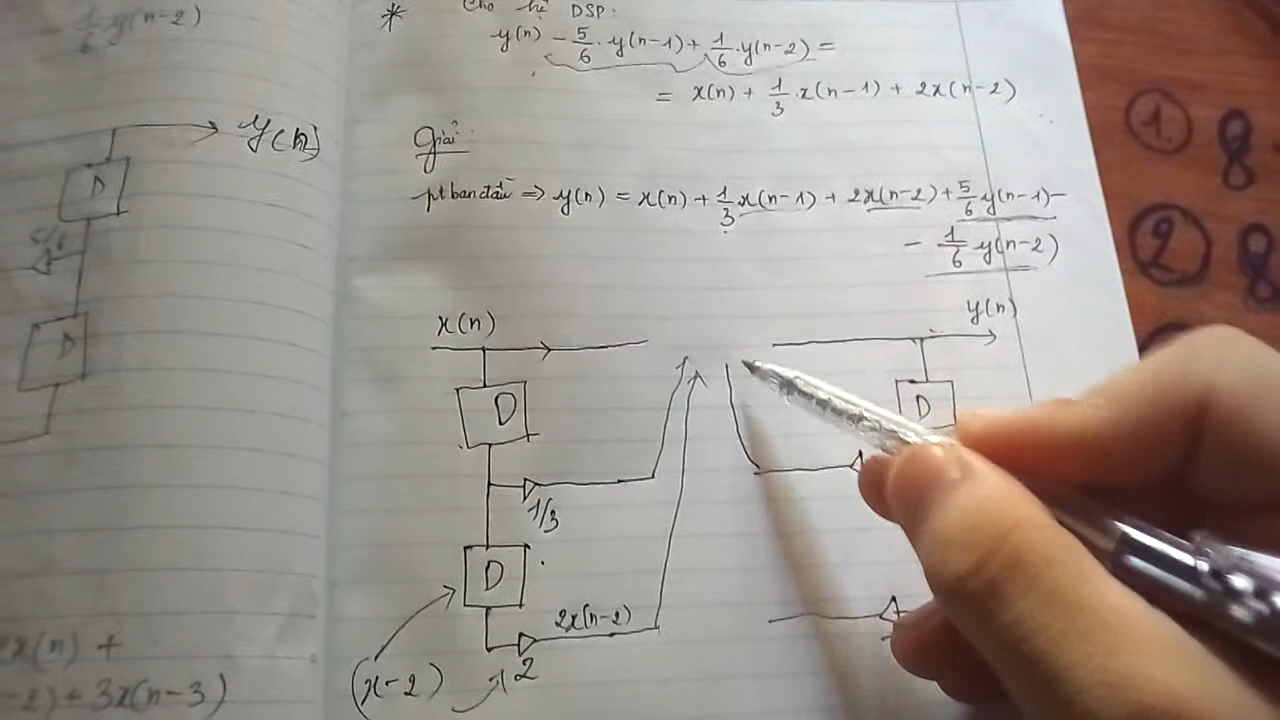 1/6 y(n-2)
y(n)
D
5/6
D
x(n) +
-2) + 3x(n-3)
* Cho hệ DSP:
y(n) - 5/6 . y(n-1) + 1/6 . y(n-2) =
= x(n) + 1/3 . x(n-1) + 2x(n-2)
Giải:
pt ban đầu ⇒ y(n) = x(n) + 1/3 x(n-1) + 2x(n-2) + 5/6 y(n-1) -
- 1/6 y(n-2)
x(n)
y(n)
D
D
1/3
D
2x(n-2)
2
(x-2)
1. 8
2. 8